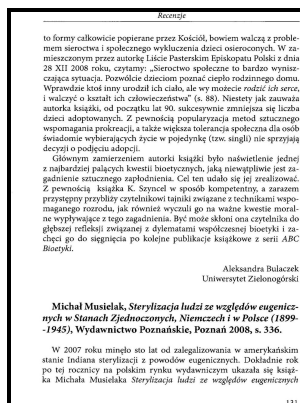 Recenzje
to formy całkowicie popierane przez Kościół, bowiem walczą z proble-
mem sieroctwa i społecznego wykluczenia dzieci osieroconych. W za-
mieszczonym przez autorkę Liście Pasterskim Episkopatu Polski z dnia
28 XII 2008 roku, czytamy: „Sieroctwo społeczne to bardzo wynisz-
czająca sytuacja. Pozwólcie dzieciom poznać ciepło rodzinnego domu.
Wprawdzie ktoś inny urodził ich ciało, ale wy możecie rodzić ich serce,
i walczyć o kształt ich człowieczeństwa” (s. 88). Niestety jak zauważa
autorka książki, od początku lat 90. sukcesywnie zmniejsza się liczba
dzieci adoptowanych. Z pewnością popularyzacja metod sztucznego
wspomagania prokreacji, a także większa tolerancja społeczna dla osób
świadomie wybierających życie w pojedynkę (tzw. singli) nie sprzyjają
decyzji o podjęciu adopcji.
Głównym zamierzeniem autorki książki było naświetlenie jednej
z najbardziej palących kwestii bioetycznych, jaką niewątpliwie jest za-
gadnienie sztucznego zapłodnienia. Cel ten udało się jej zrealizować.
Z pewnością książka K. Szyncel w sposób kompetentny, a zarazem
przystępny przybliży czytelnikowi tajniki związane z technikami wspo-
maganego rozrodu, jak również wyczuli go na ważne kwestie moral-
ne wypływające z tego zagadnienia. Być może skłoni ona czytelnika do
głębszej refleksji związanej z dylematami współczesnej bioetyki i za-
chęci go do sięgnięcia po kolejne publikacje książkowe z serii ABC
Bioetyki.
Aleksandra Bulaczek
Uniwersytet Zielonogórski
Michał Musielak, Sterylizacja ludzi ze względów eugenicz-
nych w Stanach Zjednoczonych, Niemczech i w Polsce (1899-
-1945), Wydawnictwo Poznańskie, Poznań 2008, s. 336.
W 2007 roku minęło sto lat od zalegalizowania w amerykańskim
stanie Indiana sterylizacji z powodów eugenicznych. Dokładnie rok
po tej rocznicy na polskim rynku wydawniczym ukazała się książ-
ka Michała Musielaka Sterylizacja ludzi ze względów eugenicznych
131